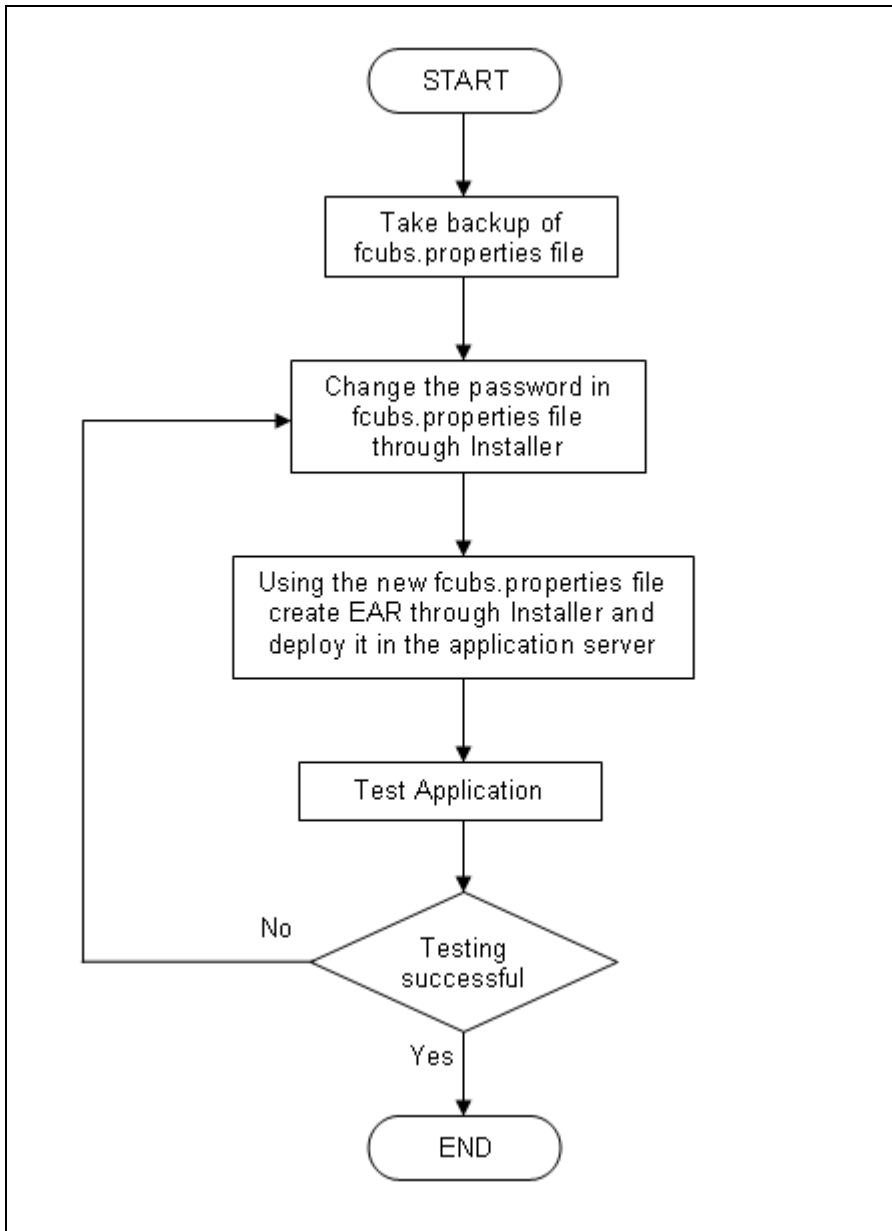 START
Take backup of
fcubs.properties file
Change the password in
fcubs.properties file
through Installer
Using the new fcubs.properties file
create EAR through Installer and
deploy it in the application server
Test Application
No
Testing
successful
Yes
END